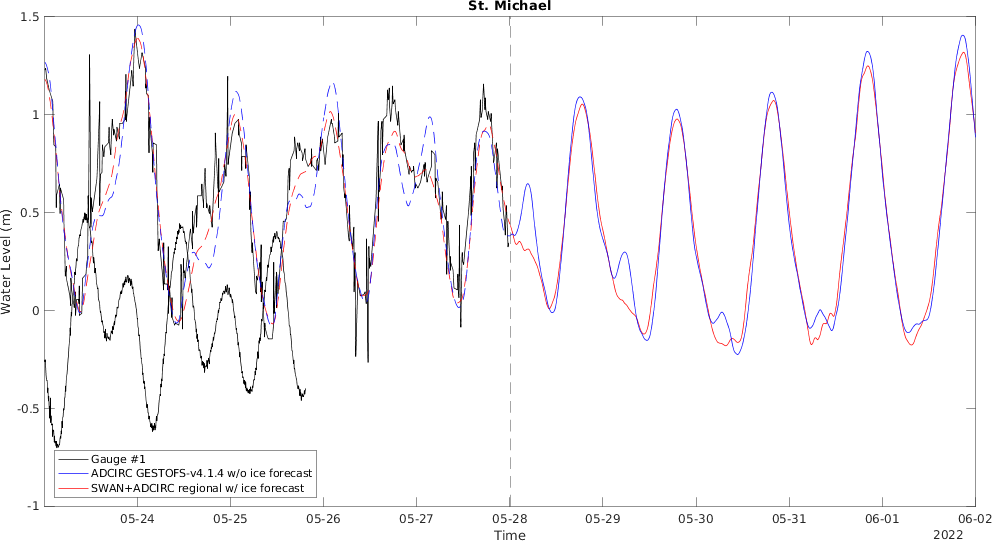 St. Michael
1.5
1
0.5
0
-0.5
-1
Water Level (m)
Gauge #1
ADCIRC GESTOFS-v4.1.4 w/o ice forecast
SWAN+ADCIRC regional w/ ice forecast
05-24 05-25 05-26 05-27 05-28 05-29 05-30 05-31 06-01 06-02
Time
2022